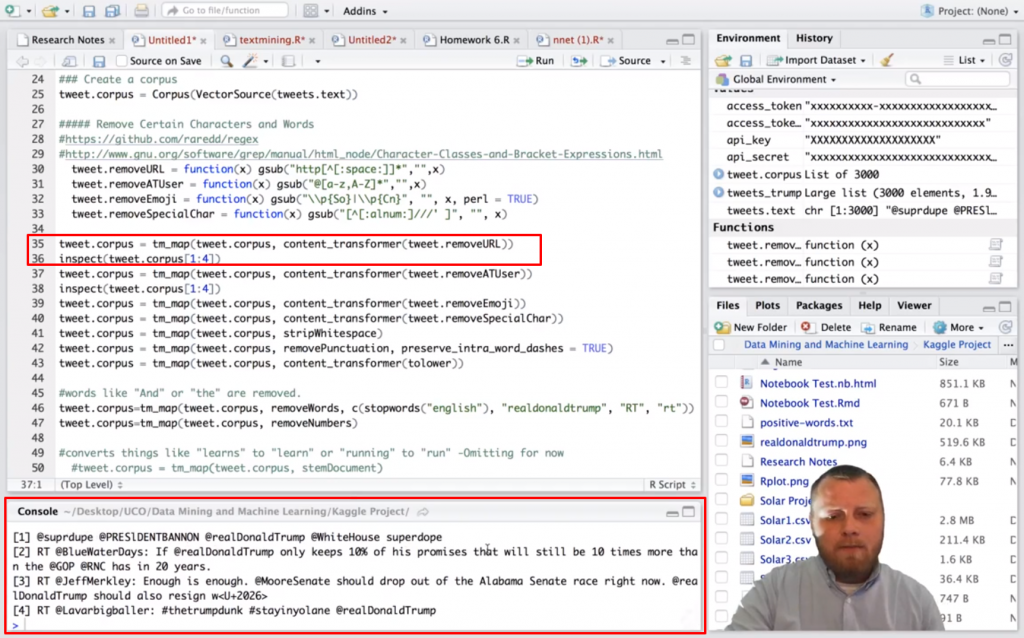 Go to file/function
Addins
Project: (None)
Research Notes
Untitled1*
textmining.R*
Untitled2*
Homework 6.R
nnet (1).R*
Source on Save
Run
Source
24 ### Create a corpus
25 tweet.corpus = Corpus(VectorSource(tweets.text))
26
27 ##### Remove Certain Characters and Words
28 #https://github.com/raredd/regex
29 #http://www.gnu.org/software/grep/manual/html_node/Character-Classes-and-Bracket-Expressions.html
30 tweet.removeURL = function(x) gsub("http[^[:space:]]*","",x)
31 tweet.removeATUser = function(x) gsub("@[a-z,A-Z]*","",x)
32 tweet.removeEmoji = function(x) gsub("\\p{So}|\\p{Cn}", "", x, perl = TRUE)
33 tweet.removeSpecialChar = function(x) gsub("[^[:alnum:]///' ]", "", x)
34
35 tweet.corpus = tm_map(tweet.corpus, content_transformer(tweet.removeURL))
36 inspect(tweet.corpus[1:4])
37 tweet.corpus = tm_map(tweet.corpus, content_transformer(tweet.removeATUser))
38 inspect(tweet.corpus[1:4])
39 tweet.corpus = tm_map(tweet.corpus, content_transformer(tweet.removeEmoji))
40 tweet.corpus = tm_map(tweet.corpus, content_transformer(tweet.removeSpecialChar))
41 tweet.corpus = tm_map(tweet.corpus, stripWhitespace)
42 tweet.corpus = tm_map(tweet.corpus, removePunctuation, preserve_intra_word_dashes = TRUE)
43 tweet.corpus = tm_map(tweet.corpus, content_transformer(tolower))
44
45 #words like "And" or "the" are removed.
46 tweet.corpus=tm_map(tweet.corpus, removeWords, c(stopwords("english"), "realdonaldtrump", "RT", "rt"))
47 tweet.corpus=tm_map(tweet.corpus, removeNumbers)
48
49 #converts things like "learns" to "learn" or "running" to "run" -Omitting for now
50 #tweet.corpus = tm_map(tweet.corpus, stemDocument)
37:1 (Top Level)
R Script
Console ~/Desktop/UCO/Data Mining and Machine Learning/Kaggle Project/
[1] @suprdupe @PRESlDENTBANNON @realDonaldTrump @WhiteHouse superdope
[2] RT @BlueWaterDays: If @realDonaldTrump only keeps 10% of his promises that will still be 10 times more tha
n the @GOP @RNC has in 20 years.
[3] RT @JeffMerkley: Enough is enough. @MooreSenate should drop out of the Alabama Senate race right now. @rea
lDonaldTrump should also resign w<U+2026>
[4] RT @Lavarbigballer: #thetrumpdunk #stayinyolane @realDonaldTrump
>
Environment
History
Import Dataset
List
Global Environment
Values
access_token "xxxxxxxxxx-xxxxxxxxxxxxxxxxxx…
access_toke… "xxxxxxxxxxxxxxxxxxxxxxxxxxxx"
api_key "XXXXXXXXXXXXXXXXXXXX"
api_secret "xxxxxxxxxxxxxxxxxxxxxxxxxxxxx…
tweet.corpus List of 3000
tweets_trump Large list (3000 elements, 1.9…
tweets.text chr [1:3000] "@suprdupe @PRESl…
Functions
tweet.remov… function (x)
tweet.remov… function (x)
tweet.remov… function (x)
Files
Plots
Packages
Help
Viewer
New Folder
Delete
Rename
More
Data Mining and Machine Learning
Kaggle Project
...
Name
Size
M
Notebook Test.nb.html 851.1 KB
Notebook Test.Rmd 671 B
positive-words.txt 20.1 KB
realdonaldtrump.png 519.6 KB
Research Notes 6.4 KB
Rplot.png 77.8 KB
Solar
Solar1.cs 2.8 MB
Solar2.cs 211.4 KB
Solar3. 1.6 KB
36.4 KB
747 B
91 B